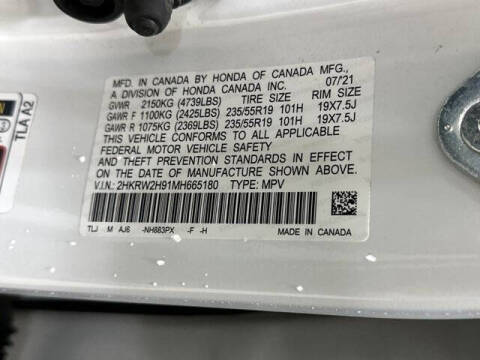 MFD. IN CANADA BY HONDA OF CANADA MFG.,
A DIVISION OF HONDA CANADA INC. 07/'21
GVWR 2150KG (4739LBS) TIRE SIZE RIM SIZE
GAWR F 1100KG (2425LBS) 235/55R19 101H 19X7.5J
GAWR R 1075KG (2369LBS) 235/55R19 101H 19X7.5J
THIS VEHICLE CONFORMS TO ALL APPLICABLE
FEDERAL MOTOR VEHICLE SAFETY
AND THEFT PREVENTION STANDARDS IN EFFECT
ON THE DATE OF MANUFACTURE SHOWN ABOVE.
V.I.N.: 2HKRW2H91MH665180 TYPE: MPV
TLJ M AJ6 -NH883PX -F -H
MADE IN CANADA
TLA A2